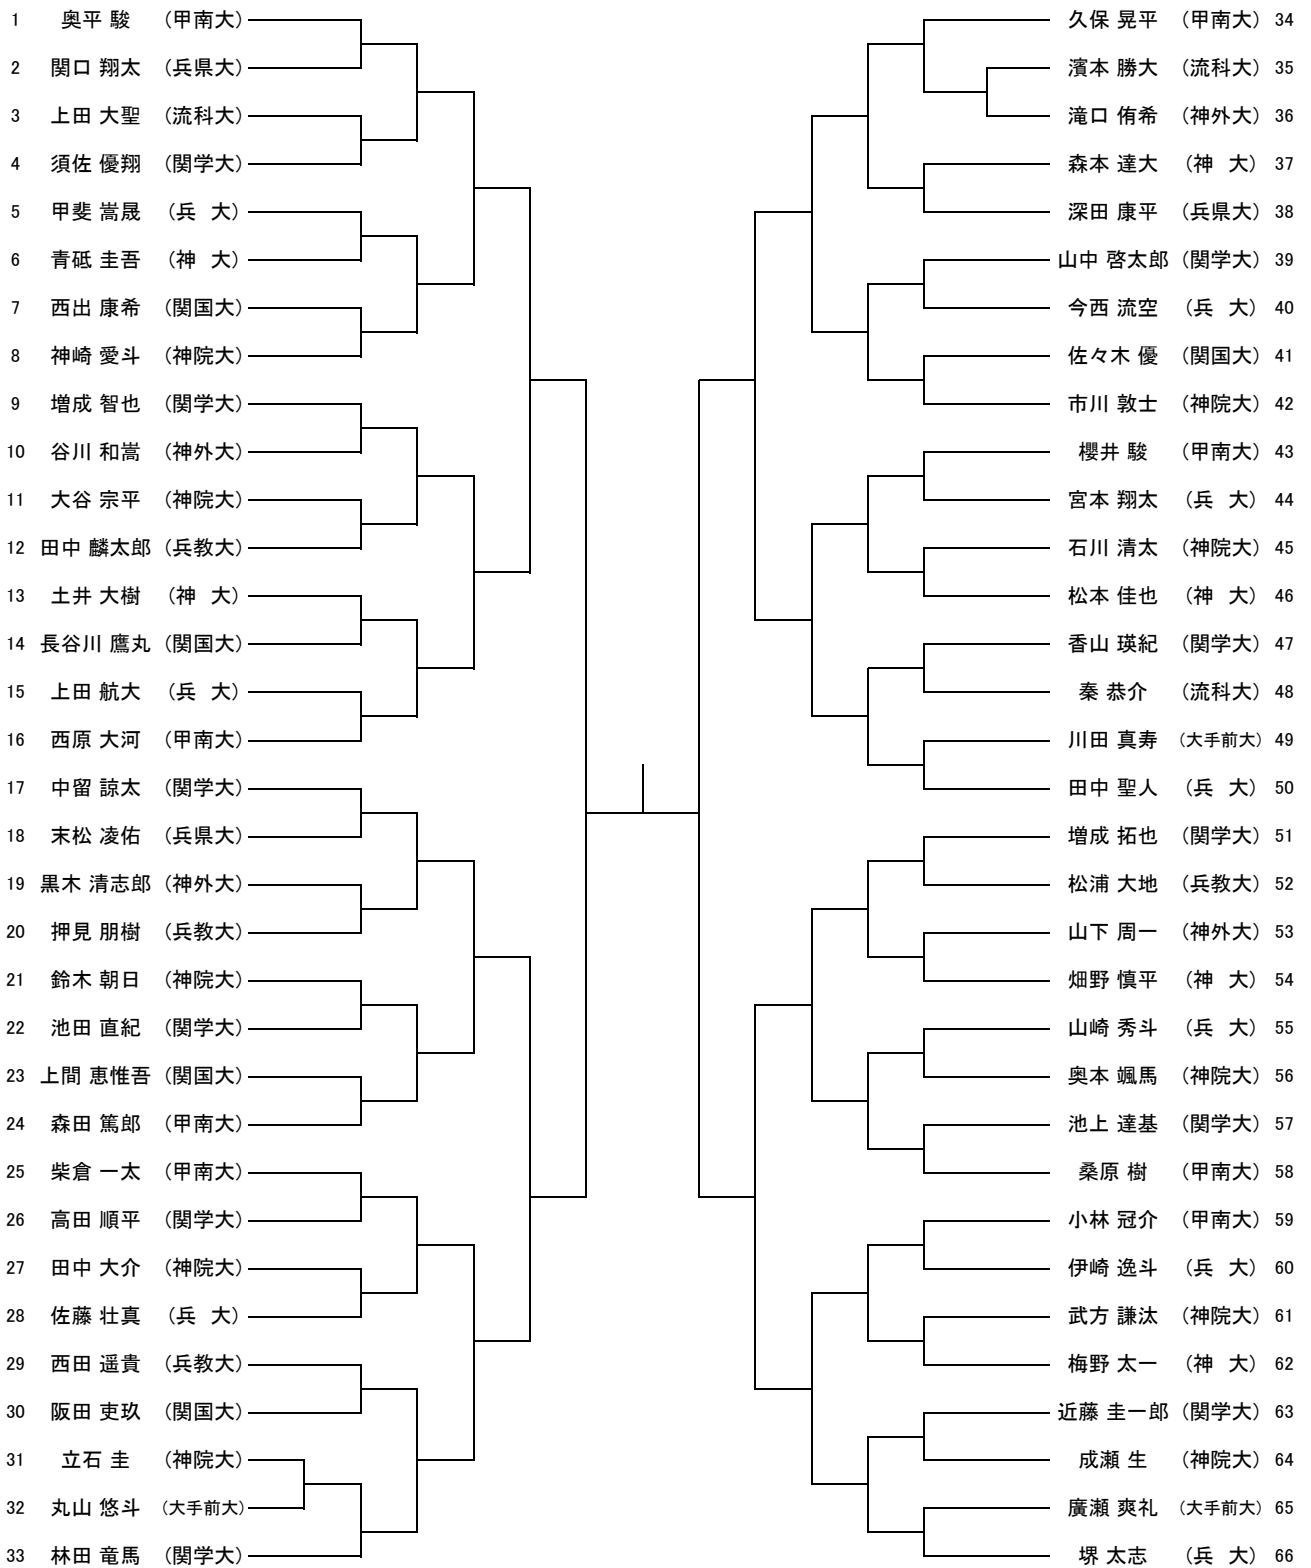 1 奥平 駿 （甲南大）
2 関口 翔太 （兵県大）
3 上田 大聖 （流科大）
4 須佐 優翔 （関学大）
5 甲斐 嵩晟 （兵 大）
6 青砥 圭吾 （神 大）
7 西出 康希 （関国大）
8 神崎 愛斗 （神院大）
9 増成 智也 （関学大）
10 谷川 和嵩 （神外大）
11 大谷 宗平 （神院大）
12 田中 麟太郎 （兵教大）
13 土井 大樹 （神 大）
14 長谷川 鷹丸 （関国大）
15 上田 航大 （兵 大）
16 西原 大河 （甲南大）
17 中留 諒太 （関学大）
18 末松 凌佑 （兵県大）
19 黒木 清志郎 （神外大）
20 押見 朋樹 （兵教大）
21 鈴木 朝日 （神院大）
22 池田 直紀 （関学大）
23 上間 恵惟吾 （関国大）
24 森田 篤郎 （甲南大）
25 柴倉 一太 （甲南大）
26 高田 順平 （関学大）
27 田中 大介 （神院大）
28 佐藤 壮真 （兵 大）
29 西田 遥貴 （兵教大）
30 阪田 吏玖 （関国大）
31 立石 圭 （神院大）
32 丸山 悠斗 （大手前大）
33 林田 竜馬 （関学大）
久保 晃平 （甲南大） 34
濱本 勝大 （流科大） 35
滝口 侑希 （神外大） 36
森本 達大 （神 大） 37
深田 康平 （兵県大） 38
山中 啓太郎 （関学大） 39
今西 流空 （兵 大） 40
佐々木 優 （関国大） 41
市川 敦士 （神院大） 42
櫻井 駿 （甲南大） 43
宮本 翔太 （兵 大） 44
石川 清太 （神院大） 45
松本 佳也 （神 大） 46
香山 瑛紀 （関学大） 47
秦 恭介 （流科大） 48
川田 真寿 （大手前大） 49
田中 聖人 （兵 大） 50
増成 拓也 （関学大） 51
松浦 大地 （兵教大） 52
山下 周一 （神外大） 53
畑野 慎平 （神 大） 54
山崎 秀斗 （兵 大） 55
奥本 颯馬 （神院大） 56
池上 達基 （関学大） 57
桑原 樹 （甲南大） 58
小林 冠介 （甲南大） 59
伊崎 逸斗 （兵 大） 60
武方 謙汰 （神院大） 61
梅野 太一 （神 大） 62
近藤 圭一郎 （関学大） 63
成瀬 生 （神院大） 64
廣瀬 爽礼 （大手前大） 65
堺 太志 （兵 大） 66